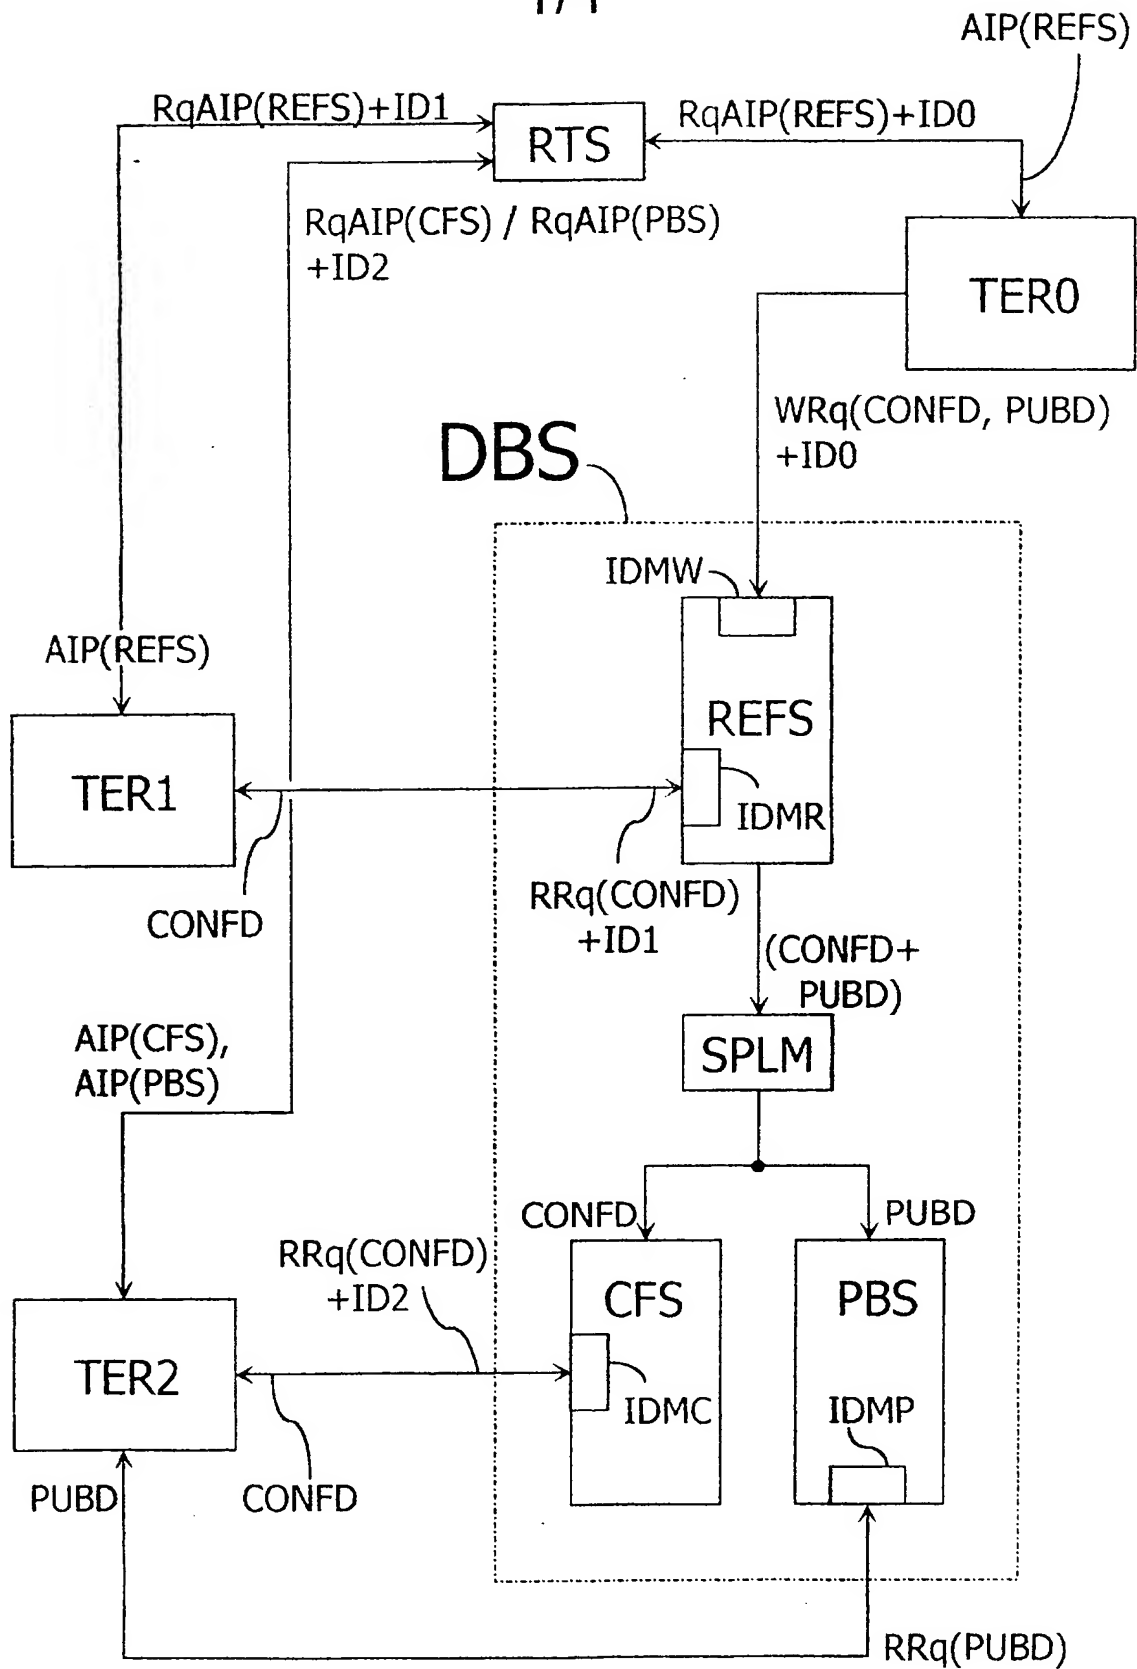 1/1
AIP(REFS)
RqAIP(REFS)+ID1
RTS
RqAIP(REFS)+ID0
RqAIP(CFS) / RqAIP(PBS)
+ID2
TER0
WRq(CONFD, PUBD)
+ID0
DBS
IDMW
AIP(REFS)
REFS
TER1
IDMR
CONFD
RRq(CONFD)
+ID1
(CONFD+
PUBD)
AIP(CFS),
AIP(PBS)
SPLM
CONFD
PUBD
RRq(CONFD)
+ID2
CFS
PBS
TER2
IDMC
IDMP
PUBD
CONFD
RRq(PUBD)